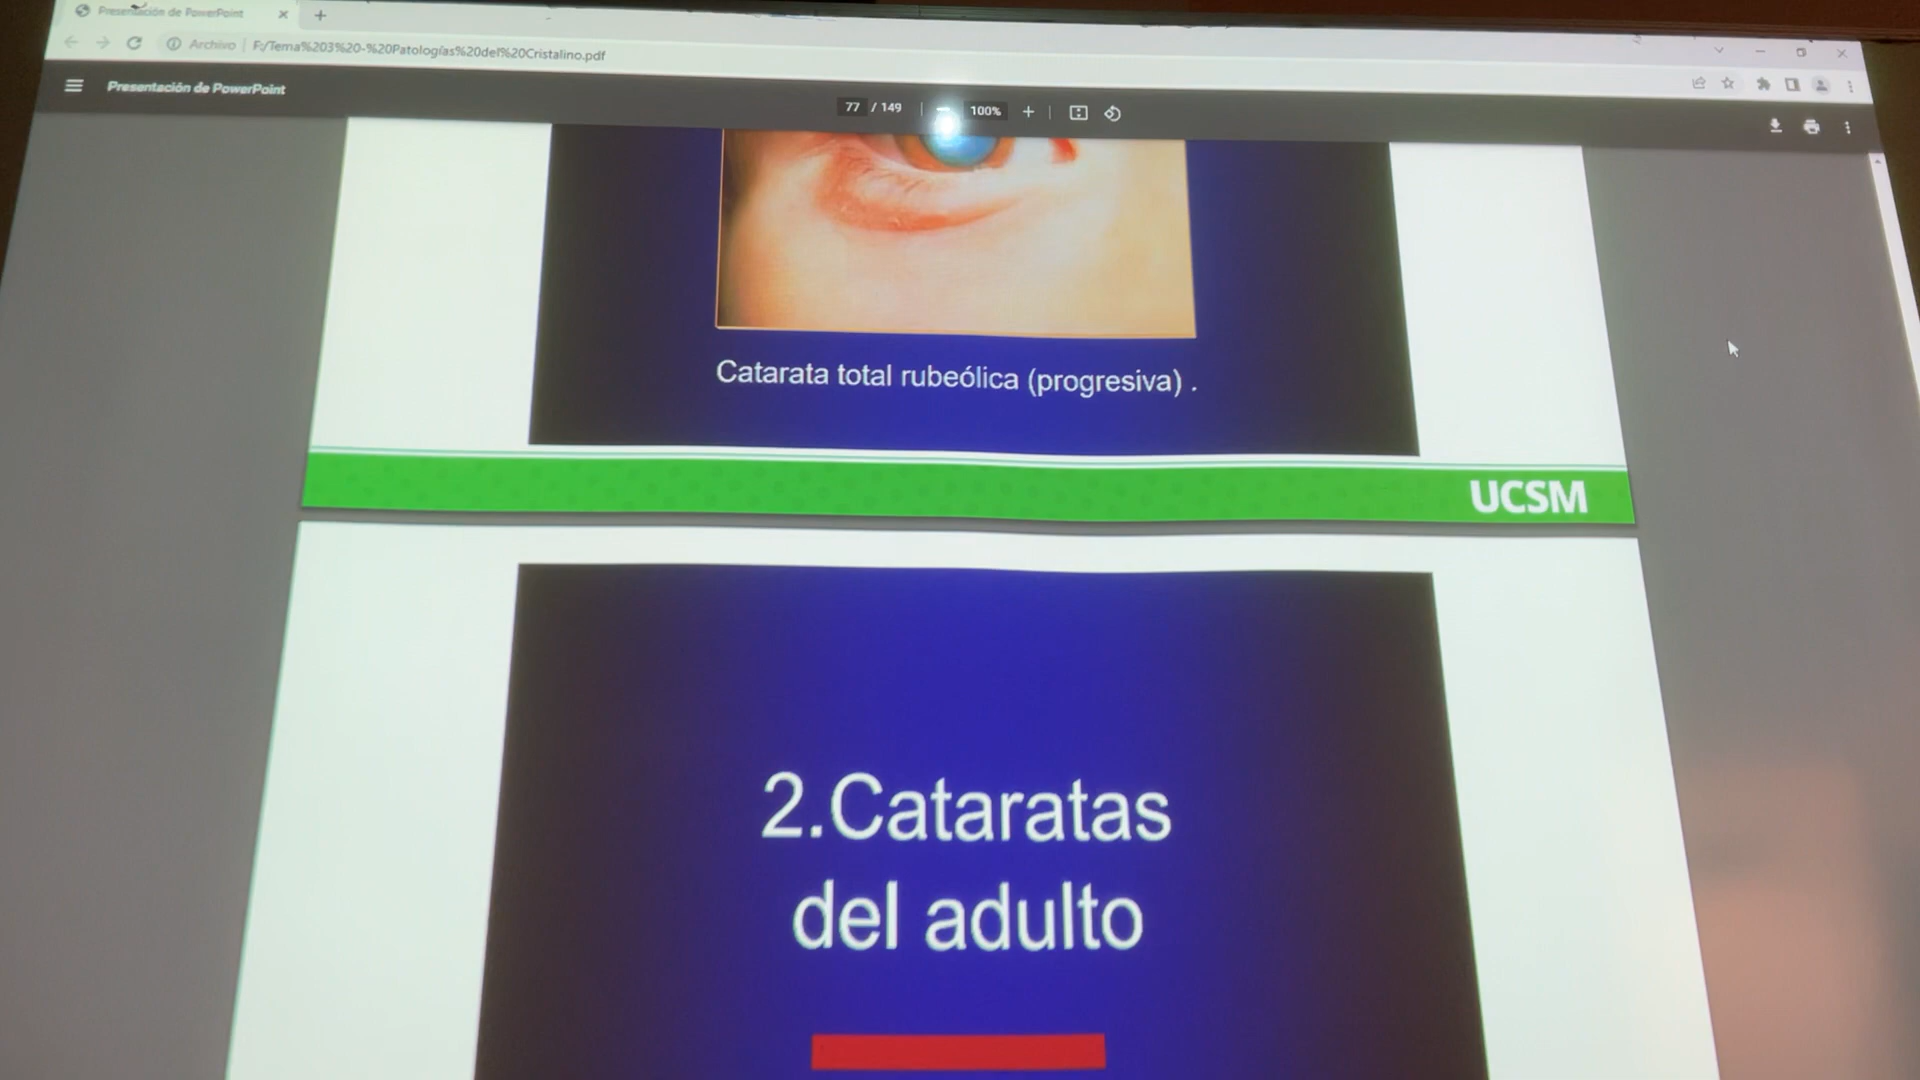 Presentación de PowerPoint
Archivo F:/Tema%203%20-%20Patologías%20del%20Cristalino.pdf
Presentación de PowerPoint
77 / 149
100%
Catarata total rubeólica (progresiva) .
UCSM
2.Cataratas
del adulto